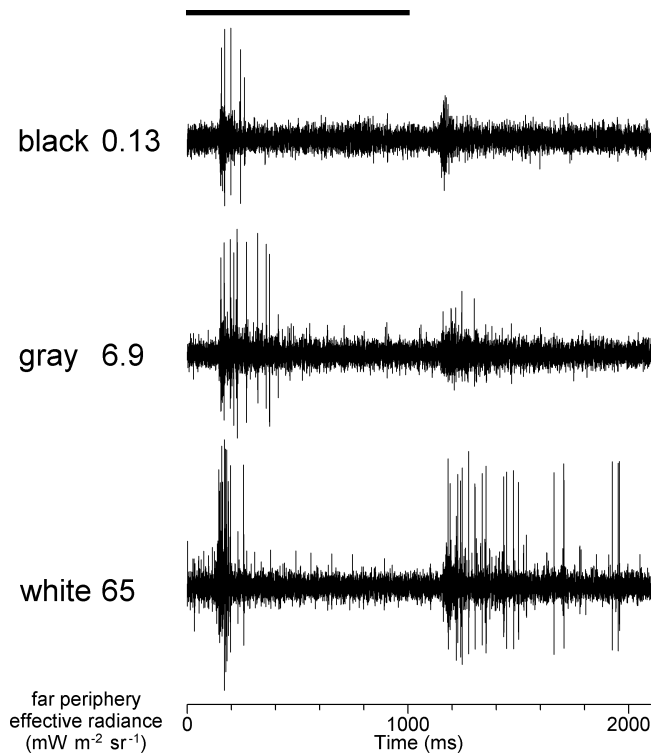 black 0.13
gray 6.9
white 65
far periphery
effective radiance
(mW m⁻² sr⁻¹)
0 1000 2000
Time (ms)